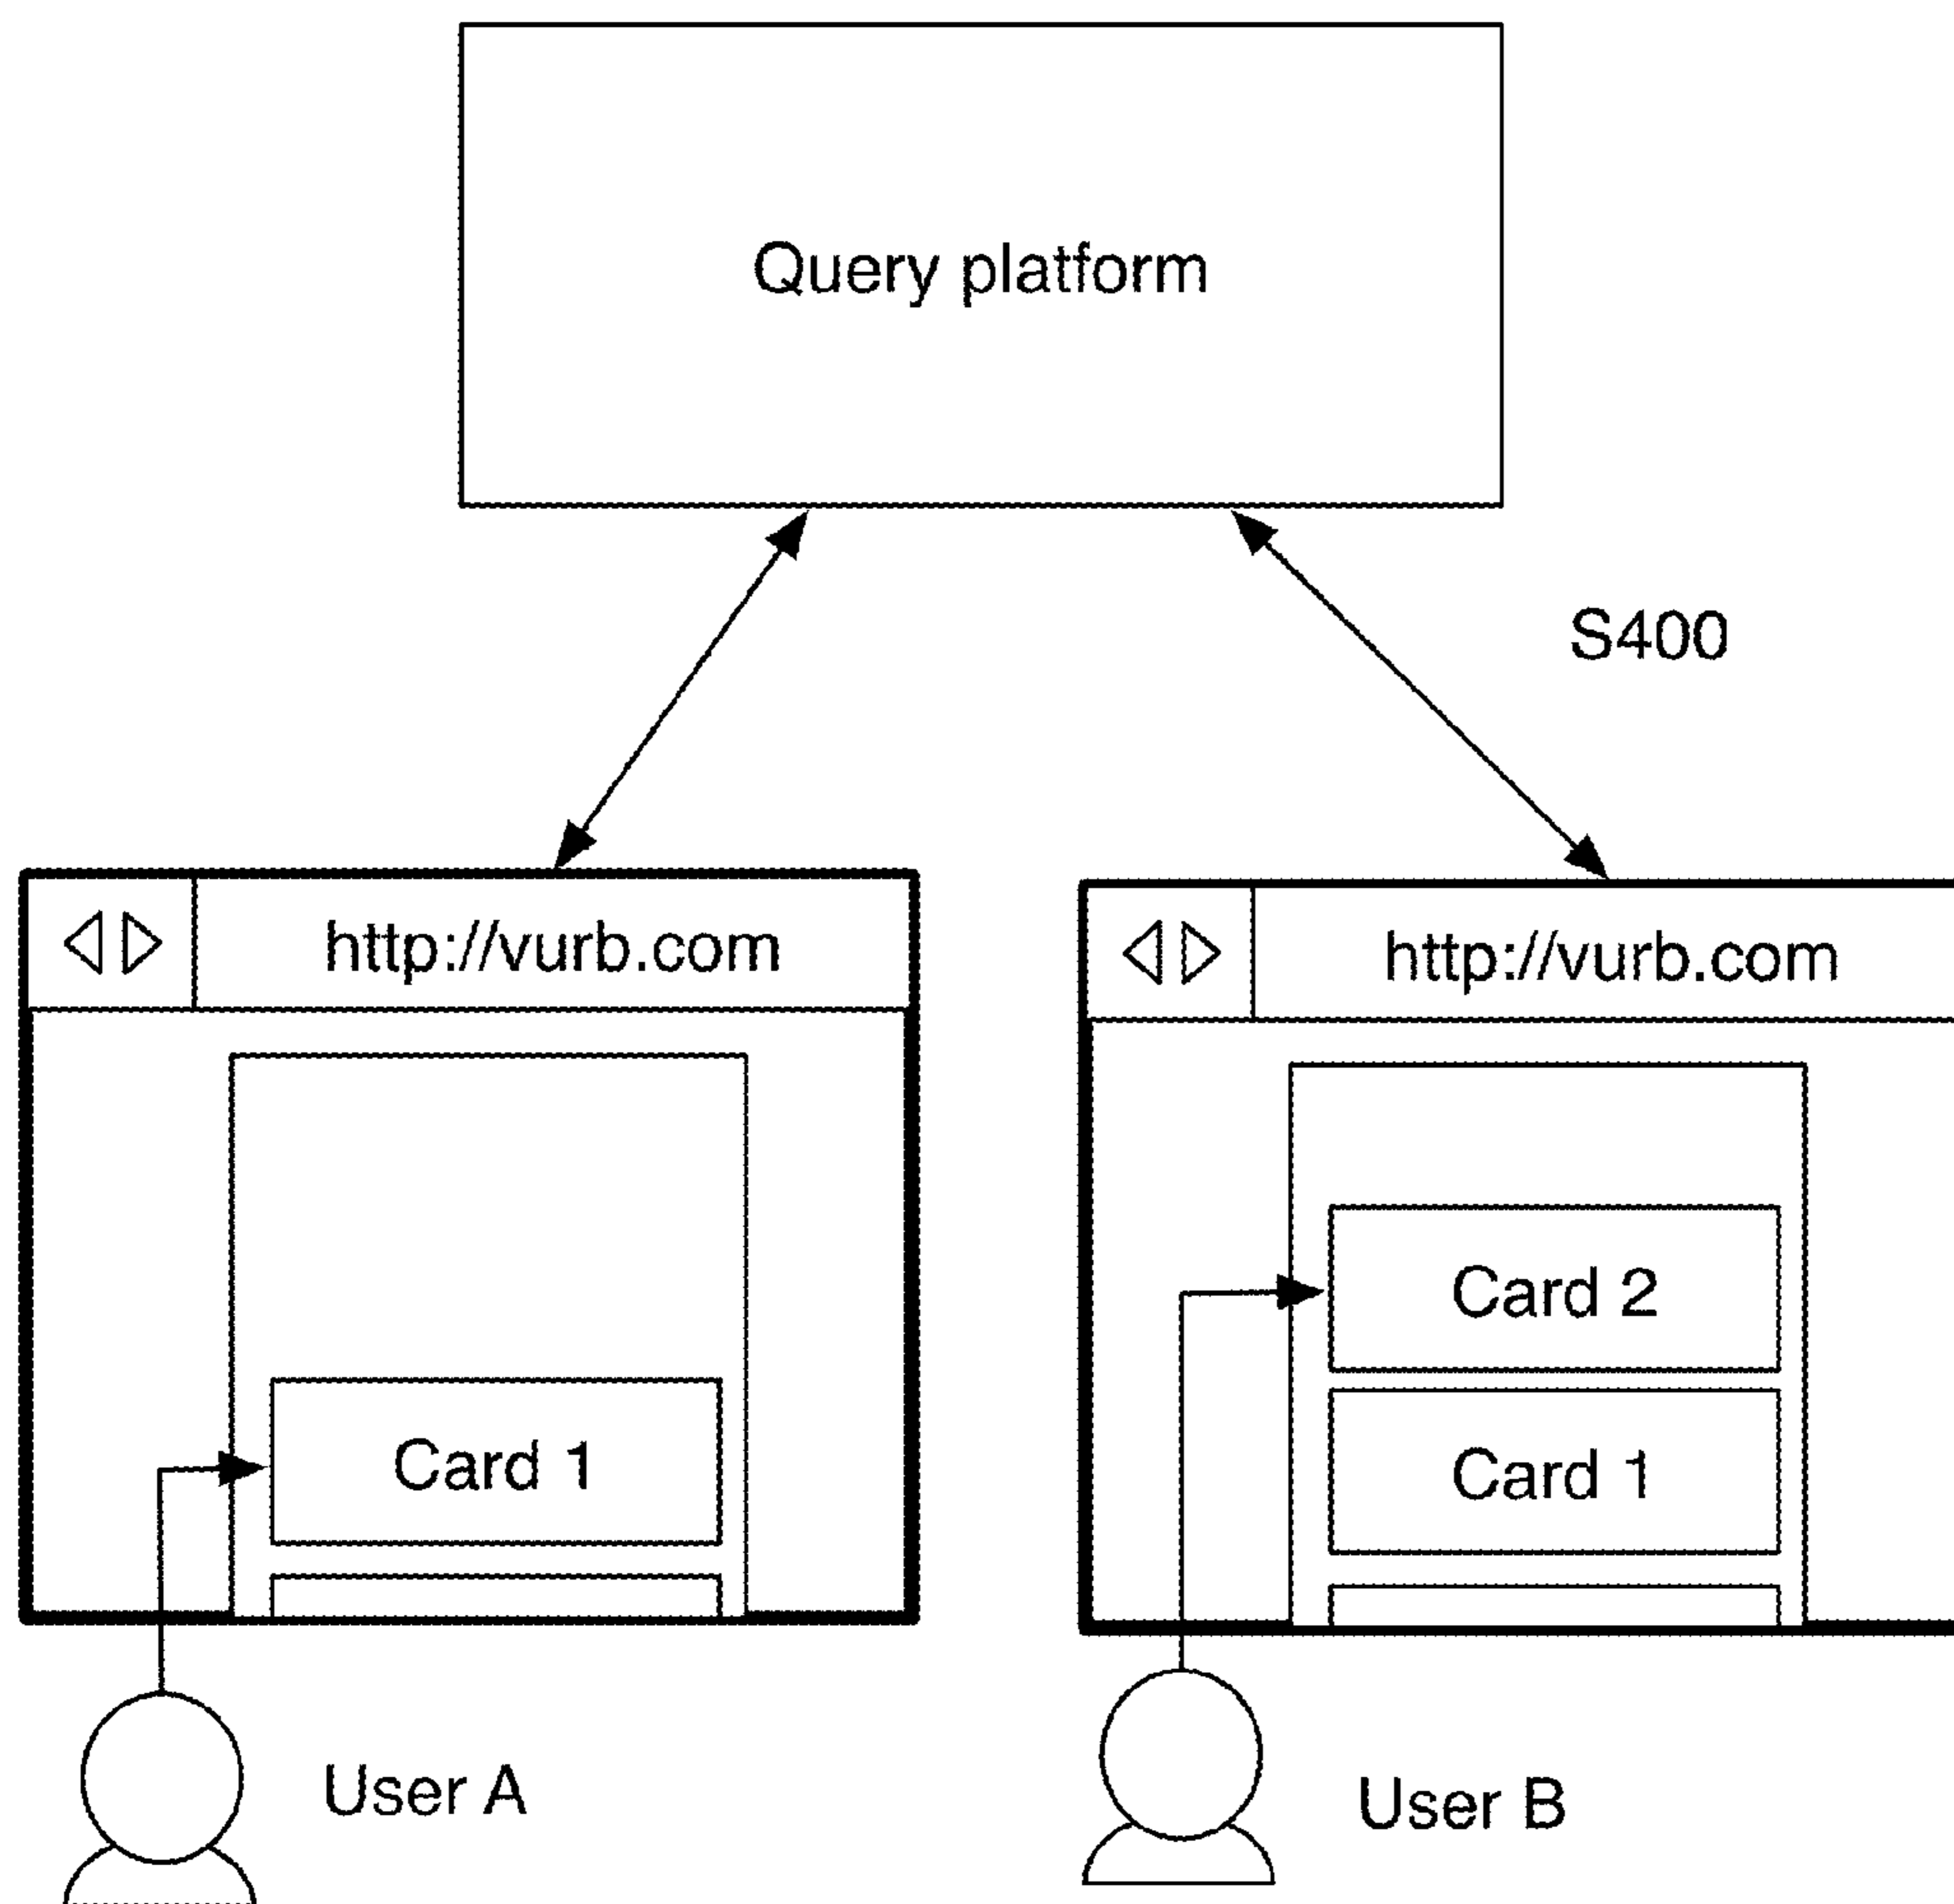 Query platform
S400
http://vurb.com
http://vurb.com
Card 2
Card 1
Card 1
User A
User B